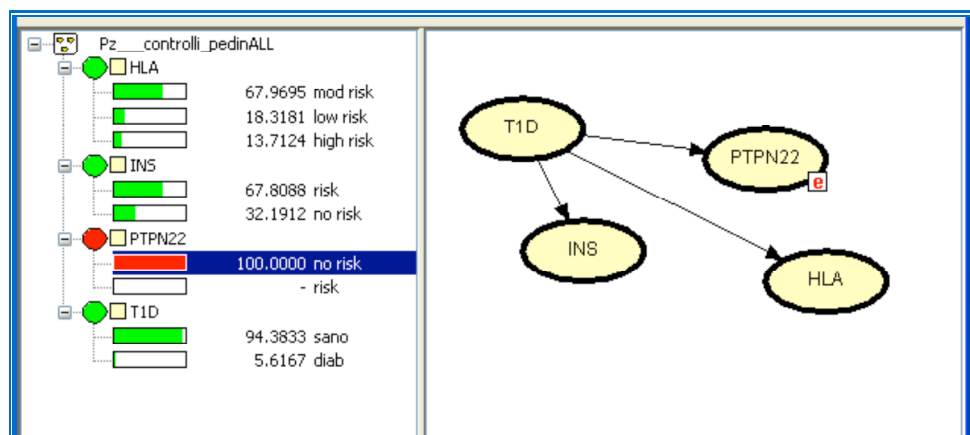 Pz___controlli_pedinALL
HLA
67.9695 mod risk
18.3181 low risk
13.7124 high risk
INS
67.8088 risk
32.1912 no risk
PTPN22
100.0000 no risk
- risk
T1D
94.3833 sano
5.6167 diab
T1D
PTPN22
e
INS
HLA